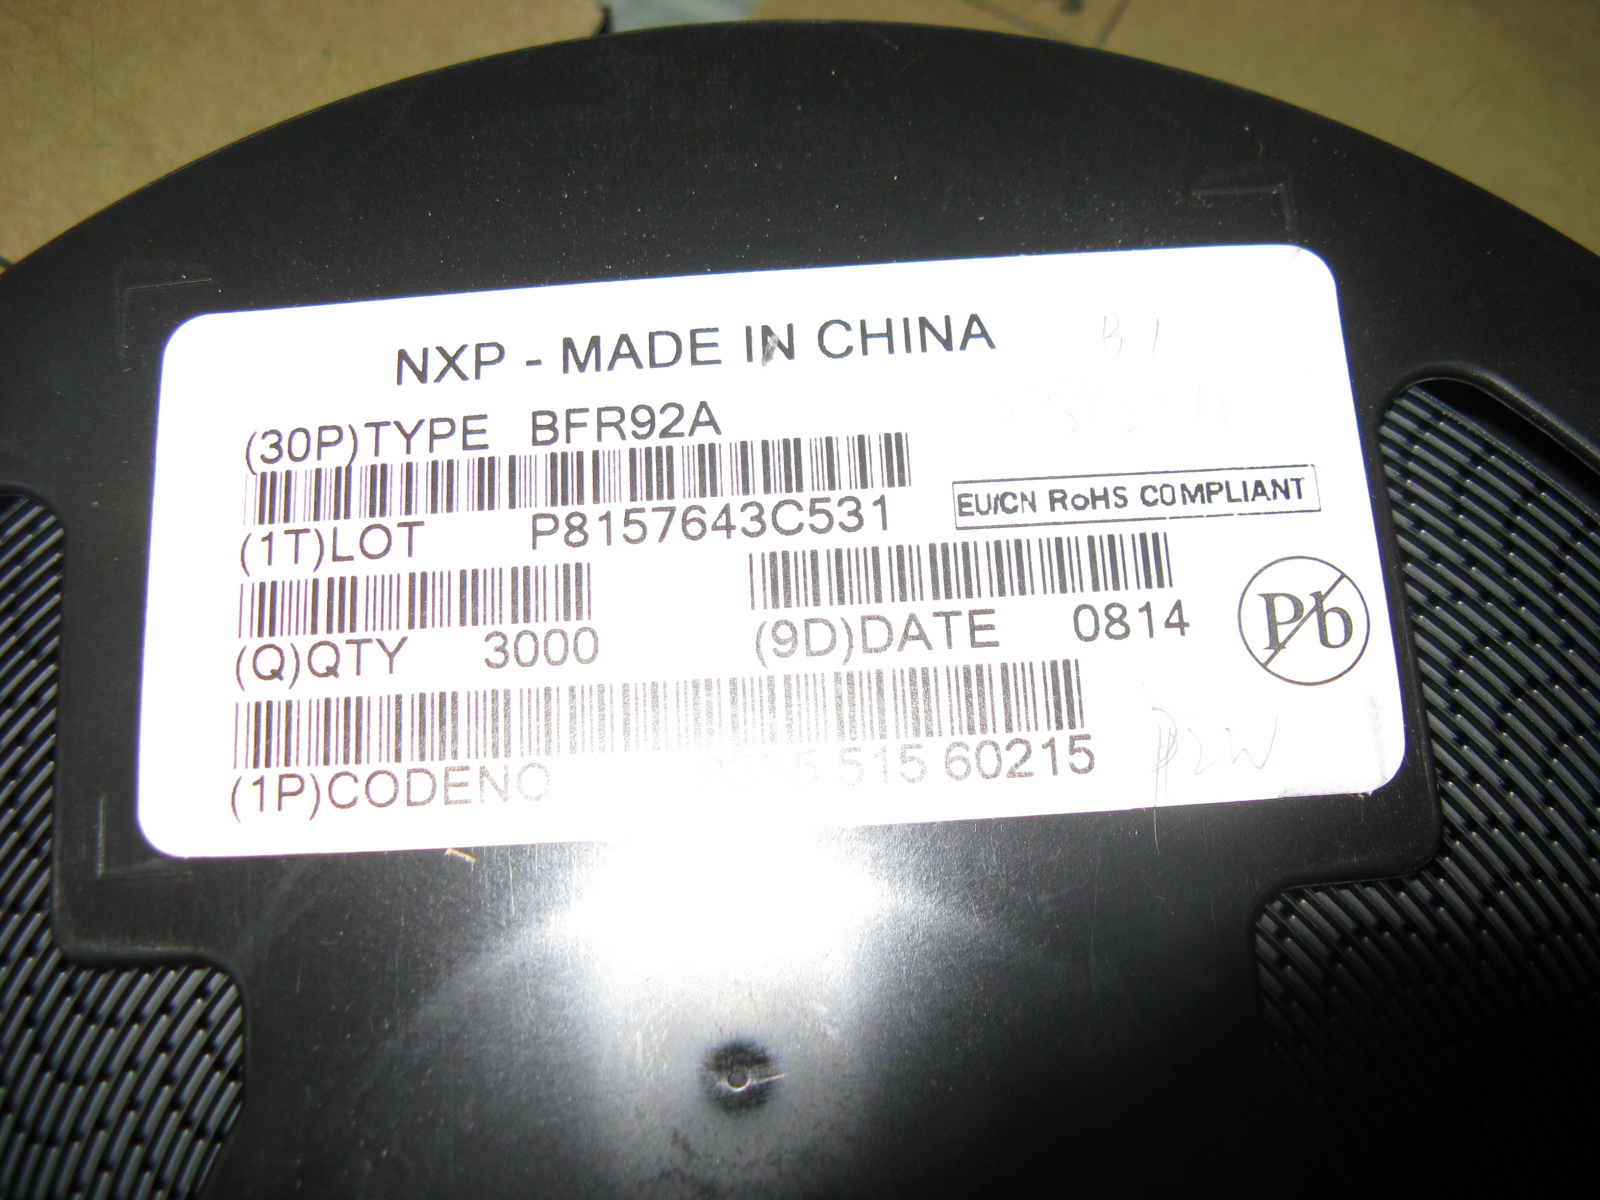 NXP - MADE IN CHINA
(30P)TYPE BFR92A
(1T)LOT P8157643C531
EU/CN RoHS COMPLIANT
(Q)QTY 3000
(9D)DATE 0814
Pb
(1P)CODENO 515 60215